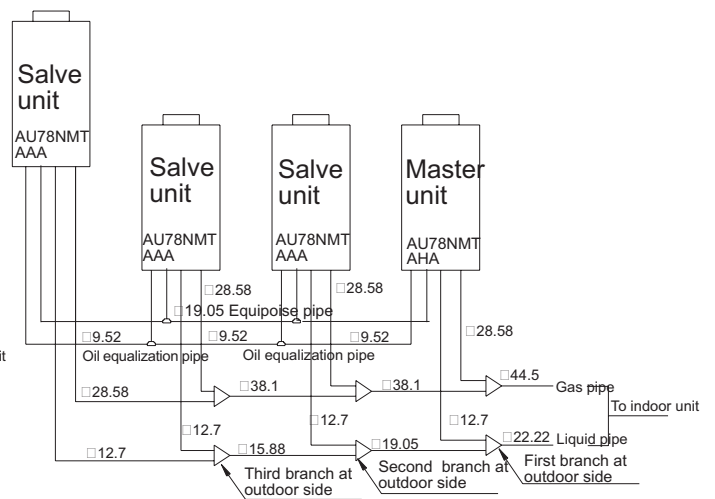 Salve
unit
AU78NMT
AAA
Salve
unit
AU78NMT
AAA
Salve
unit
AU78NMT
AAA
Master
unit
AU78NMT
AHA
□28.58
□28.58
□19.05 Equipoise pipe
□28.58
□9.52
□9.52
□9.52
it
Oil equalization pipe
Oil equalization pipe
□28.58
□38.1
□38.1
□44.5
Gas pipe
To indoor unit
□12.7
□12.7
□12.7
□12.7
□15.88
□19.05
□22.22
Liquid pipe
Third branch at
outdoor side
Second branch at
outdoor side
First branch at
outdoor side